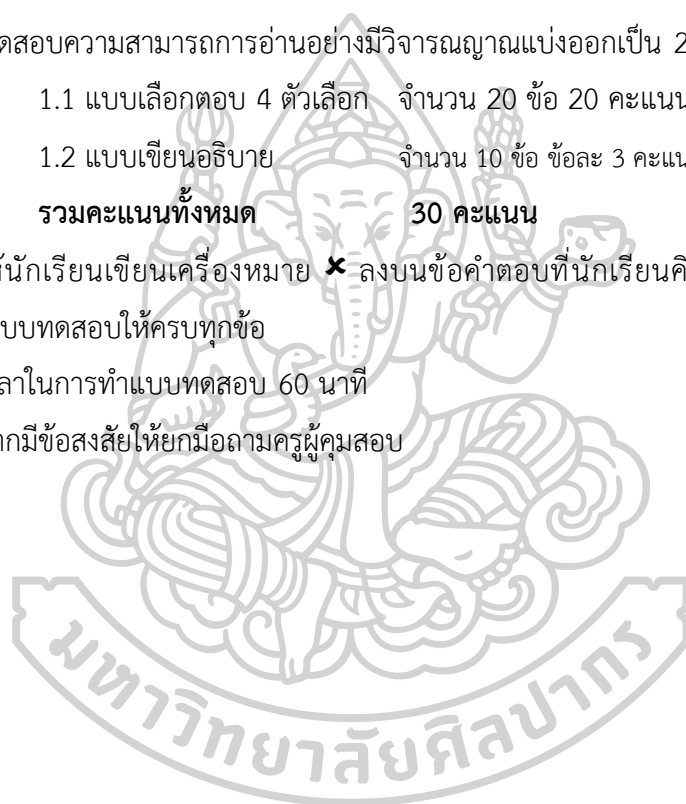 ดสอบความสามารถการอ่านอย่างมีวิจารณญาณแบ่งออกเป็น 2
1.1 แบบเลือกตอบ 4 ตัวเลือก จำนวน 20 ข้อ 20 คะแนน
1.2 แบบเขียนอธิบาย จำนวน 10 ข้อ ข้อละ 3 คะแน
รวมคะแนนทั้งหมด 30 คะแนน
ห้นักเรียนเขียนเครื่องหมาย ✖ ลงบนข้อคำตอบที่นักเรียนคิ
บบทดสอบให้ครบทุกข้อ
ลาในการทำแบบทดสอบ 60 นาที
ากมีข้อสงสัยให้ยกมือถามครูผู้คุมสอบ
มหาวิทยาลัยศิลปากร